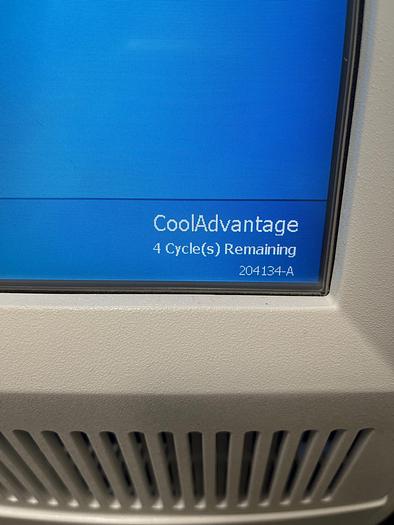 CoolAdvantage
4 Cycle(s) Remaining
204134-A